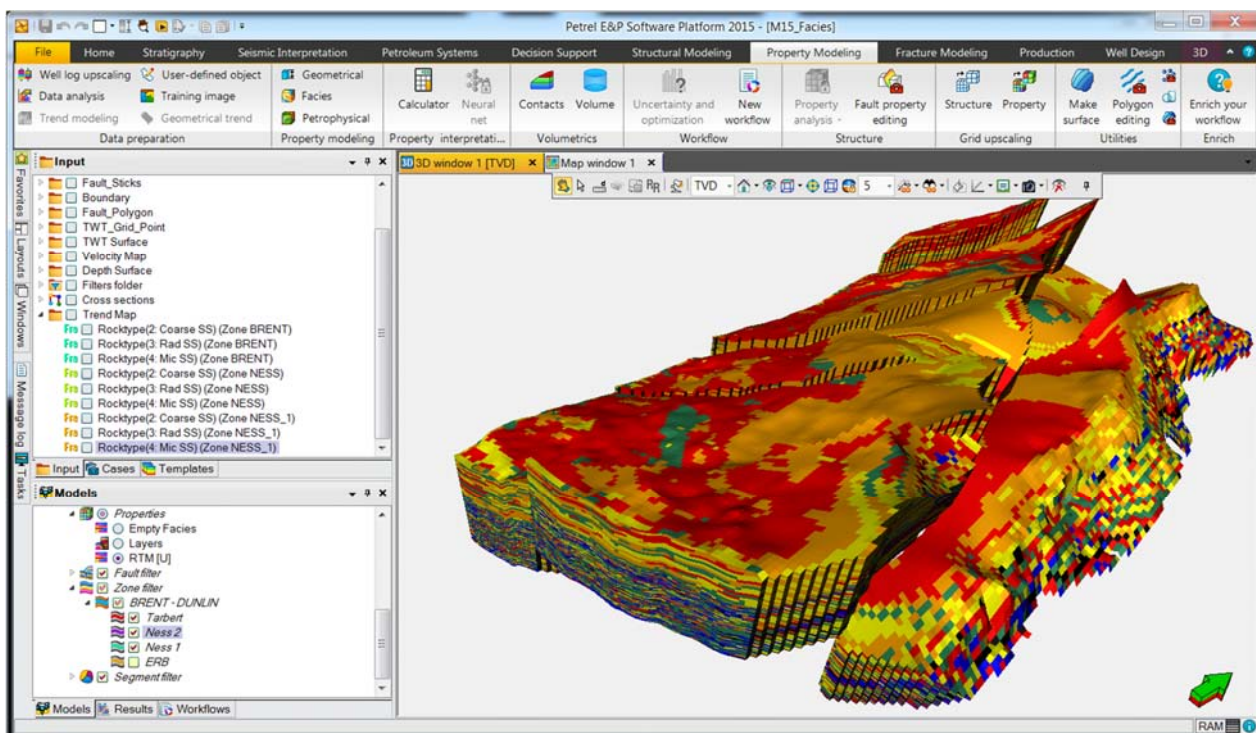 Petrel E&P Software Platform 2015 - [M15_Facies]
File Home Stratigraphy Seismic Interpretation Petroleum Systems Decision Support Structural Modeling Property Modeling Fracture Modeling Production Well Design 3D
Well log upscaling User-defined object Geometrical
Data analysis Training image Facies
Trend modeling Geometrical trend Petrophysical
Calculator Neural net Contacts Volume Uncertainty and optimization New workflow Property analysis Fault property editing Structure Property Make surface Polygon editing Enrich your workflow
Data preparation Property modeling Property interpretati... Volumetrics Workflow Structure Grid upscaling Utilities Enrich
Favorites
Layouts
Windows
Message log
Tasks
Input
Fault_Sticks
Boundary
Fault_Polygon
TWT_Grid_Point
TWT Surface
Velocity Map
Depth Surface
Filters folder
Cross sections
Trend Map
Rocktype(2: Coarse SS) (Zone BRENT)
Rocktype(3: Rad SS) (Zone BRENT)
Rocktype(4: Mic SS) (Zone BRENT)
Rocktype(2: Coarse SS) (Zone NESS)
Rocktype(3: Rad SS) (Zone NESS)
Rocktype(4: Mic SS) (Zone NESS)
Rocktype(2: Coarse SS) (Zone NESS_1)
Rocktype(3: Rad SS) (Zone NESS_1)
Rocktype(4: Mic SS) (Zone NESS_1)
Input Cases Templates
Models
Properties
Empty Facies
Layers
RTM [U]
Fault filter
Zone filter
BRENT - DUNLIN
Tarbert
Ness 2
Ness 1
ERB
Segment filter
Models Results Workflows
3D 3D window 1 [TVD] Map window 1
TVD 5
RAM